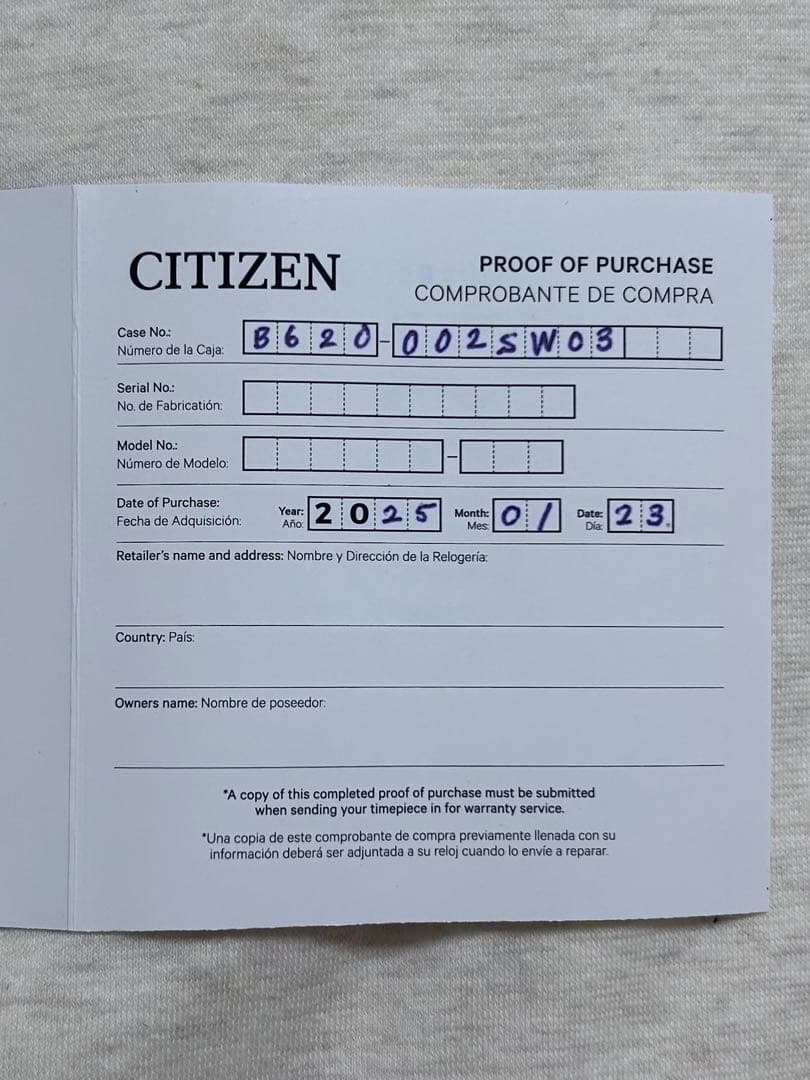 CITIZEN
PROOF OF PURCHASE
COMPROBANTE DE COMPRA
Case No.: B620-002SW03
Número de la Caja:
Serial No.:
No. de Fabricatión:
Model No.: -
Número de Modelo:
Date of Purchase: Year: 2025 Month: 01 Date: 23
Fecha de Adquisición: Año: Mes: Día:
Retailer's name and address: Nombre y Dirección de la Relogería:
Country: País:
Owners name: Nombre de poseedor:
*A copy of this completed proof of purchase must be submitted
when sending your timepiece in for warranty service.
*Una copia de este comprobante de compra previamente llenada con su
información deberá ser adjuntada a su reloj cuando lo envíe a reparar.